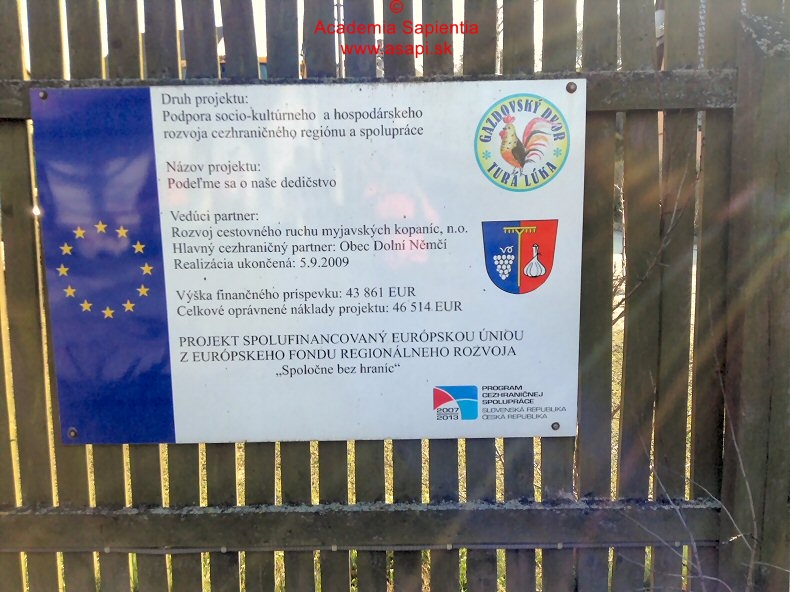 ©
Academia Sapientia
www.asapi.sk
Druh projektu:
Podpora socio-kultúrneho a hospodárskeho
rozvoja cezhraničného regiónu a spolupráce
Názov projektu:
Podeľme sa o naše dedičstvo
Vedúci partner:
Rozvoj cestovného ruchu myjavských kopaníc, n.o.
Hlavný cezhraničný partner: Obec Dolní Němčí
Realizácia ukončená: 5.9.2009
Výška finančného príspevku: 43 861 EUR
Celkové oprávnené náklady projektu: 46 514 EUR
PROJEKT SPOLUFINANCOVANÝ EURÓPSKOU ÚNIOU
Z EURÓPSKEHO FONDU REGIONÁLNEHO ROZVOJA
„Spoločne bez hraníc“
GAZDOVSKÝ DVOR
TURÁ LÚKA
2007
2013
PROGRAM
CEZHRANIČNEJ
SPOLUPRÁCE
SLOVENSKÁ REPUBLIKA
ČESKÁ REPUBLIKA